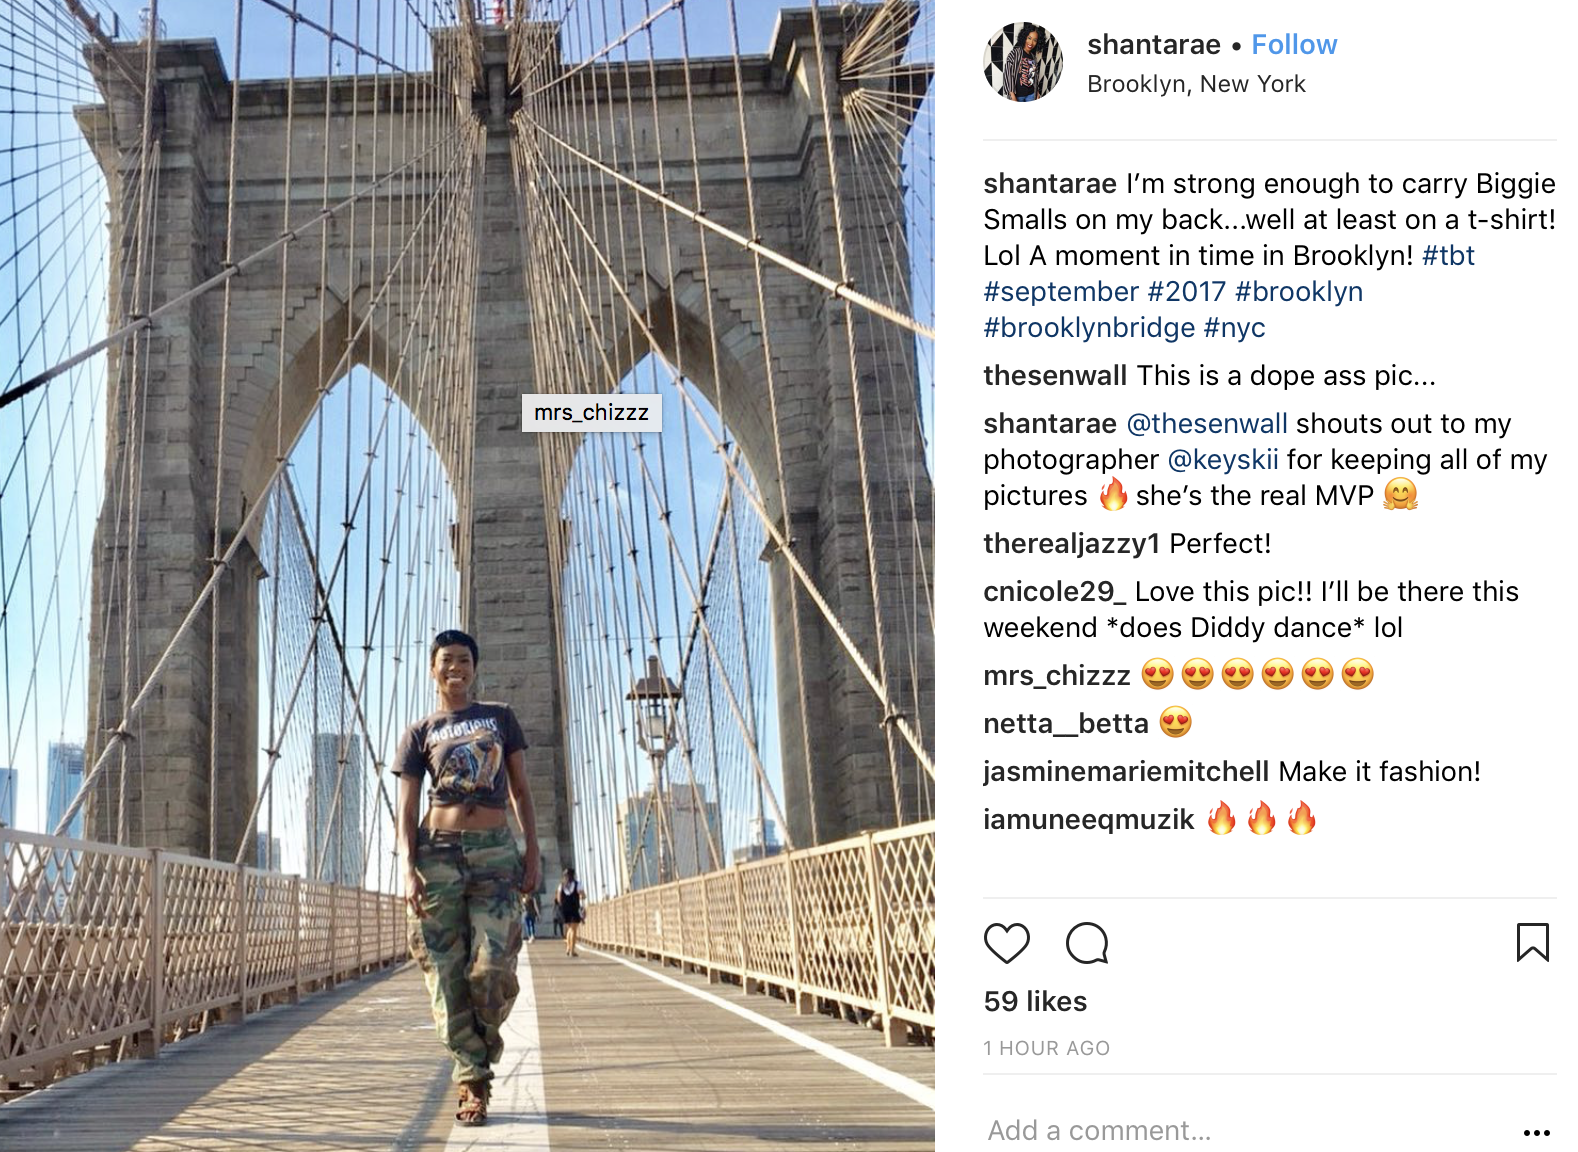 shantarae • Follow
Brooklyn, New York
shantarae I’m strong enough to carry Biggie
Smalls on my back...well at least on a t-shirt!
Lol A moment in time in Brooklyn! #tbt
#september #2017 #brooklyn
#brooklynbridge #nyc
thesenwall This is a dope ass pic...
shantarae @thesenwall shouts out to my
photographer @keyskii for keeping all of my
pictures 🔥 she’s the real MVP 🤗
therealjazzy1 Perfect!
cnicole29_ Love this pic!! I’ll be there this
weekend *does Diddy dance* lol
mrs_chizzz 😍😍😍😍😍😍
netta__betta 😍
jasminemariemitchell Make it fashion!
iamuneeqmuzik 🔥🔥🔥
59 likes
1 HOUR AGO
Add a comment...
mrs_chizzz
NOTORIOUS